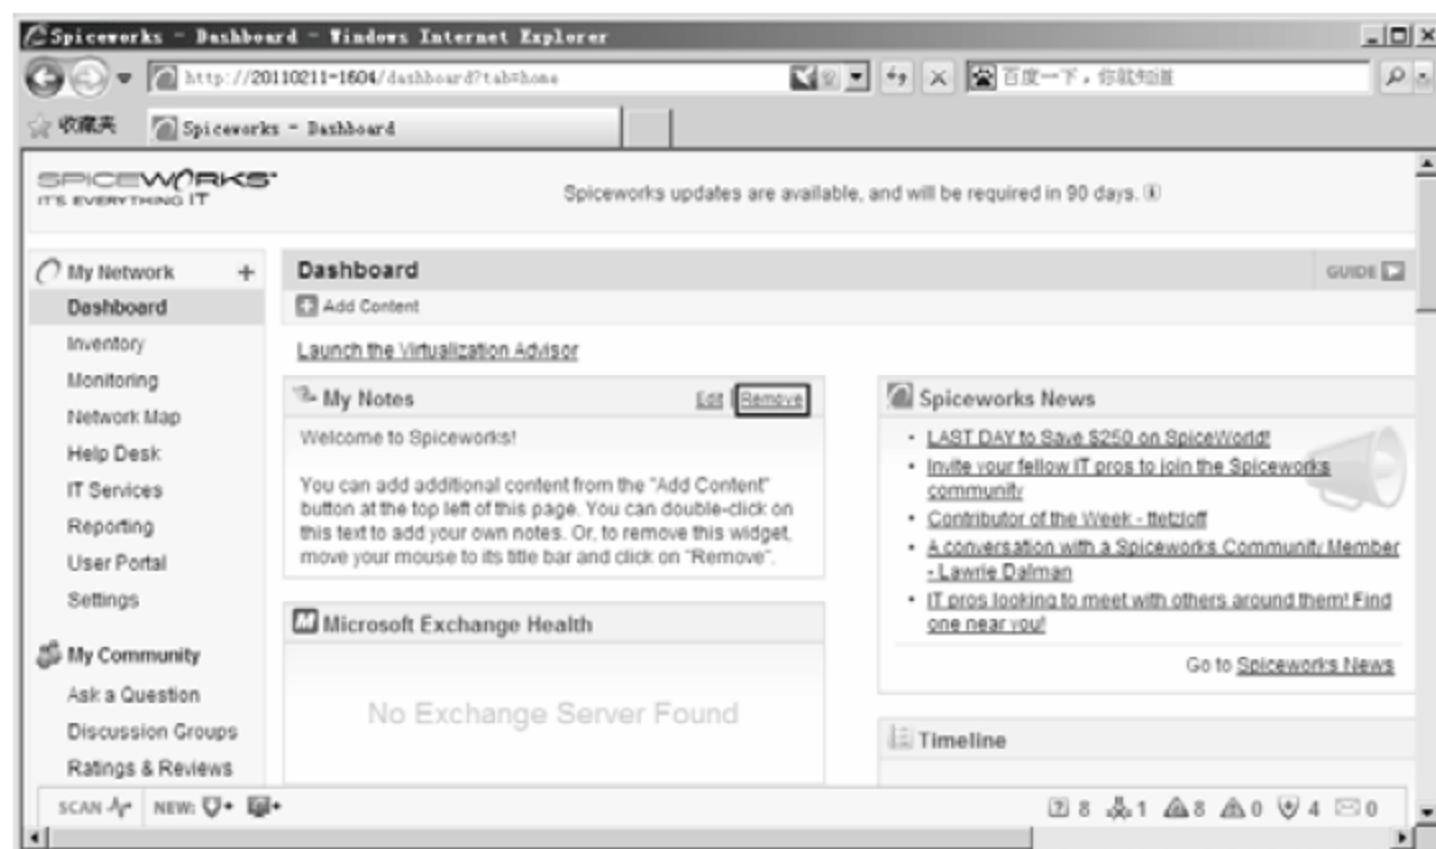 Spiceworks - Dashboard - Windows Internet Explorer
http://20110211-1604/dashboard?tab=home
百度一下，你就知道
收藏夹
Spiceworks - Dashboard
SPICEWORKS
IT'S EVERYTHING IT
Spiceworks updates are available, and will be required in 90 days.
My Network +
Dashboard
Inventory
Monitoring
Network Map
Help Desk
IT Services
Reporting
User Portal
Settings
My Community
Ask a Question
Discussion Groups
Ratings & Reviews
Dashboard
GUIDE
Add Content
Launch the Virtualization Advisor
My Notes
Edit | Remove
Welcome to Spiceworks!
You can add additional content from the "Add Content"
button at the top left of this page. You can double-click on
this text to add your own notes. Or, to remove this widget,
move your mouse to its title bar and click on "Remove".
Microsoft Exchange Health
No Exchange Server Found
Spiceworks News
LAST DAY to Save $250 on SpiceWorld!
Invite your fellow IT pros to join the Spiceworks
community
Contributor of the Week - ttetzloff
A conversation with a Spiceworks Community Member
- Lawrie Dalman
IT pros looking to meet with others around them! Find
one near you!
Go to Spiceworks News
Timeline
SCAN NEW:
8 1 8 0 4 0